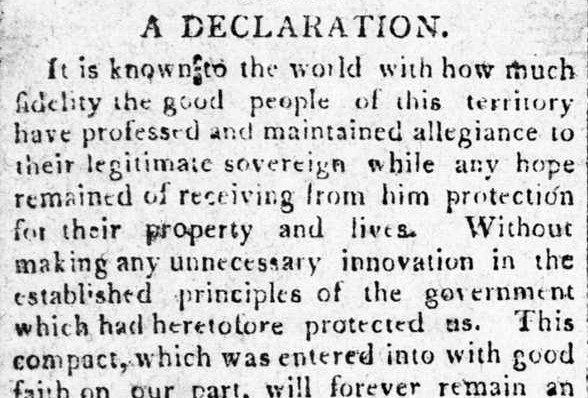 A DECLARATION.
It is known to the world with how much
fidelity the good people of this territory
have professed and maintained allegiance to
their legitimate sovereign while any hope
remained of receiving from him protection
for their property and lives. Without
making any unnecessary innovation in the
established principles of the government
which had heretofore protected us. This
compact, which was entered into with good
faith on our part, will forever remain an